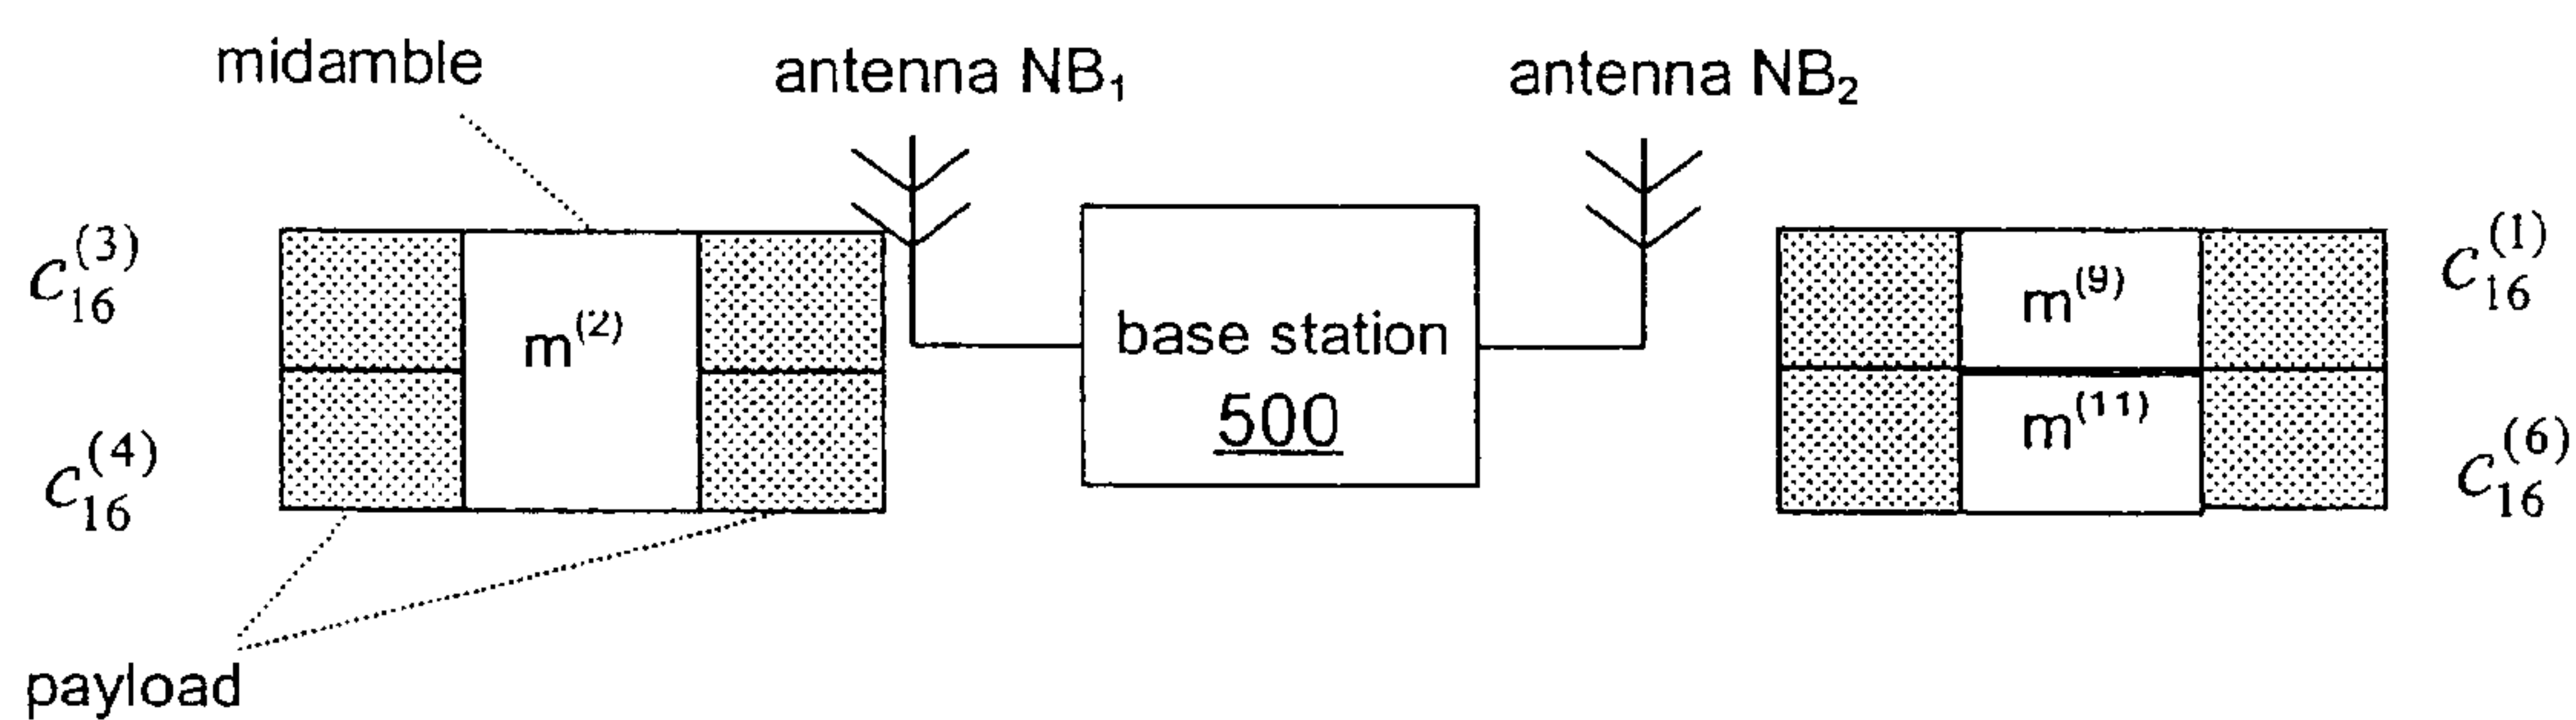 midamble
antenna NB₁
antenna NB₂
c₁₆⁽³⁾
m⁽²⁾
c₁₆⁽⁴⁾
base station
500
m⁽⁹⁾
c₁₆⁽¹⁾
m⁽¹¹⁾
c₁₆⁽⁶⁾
payload